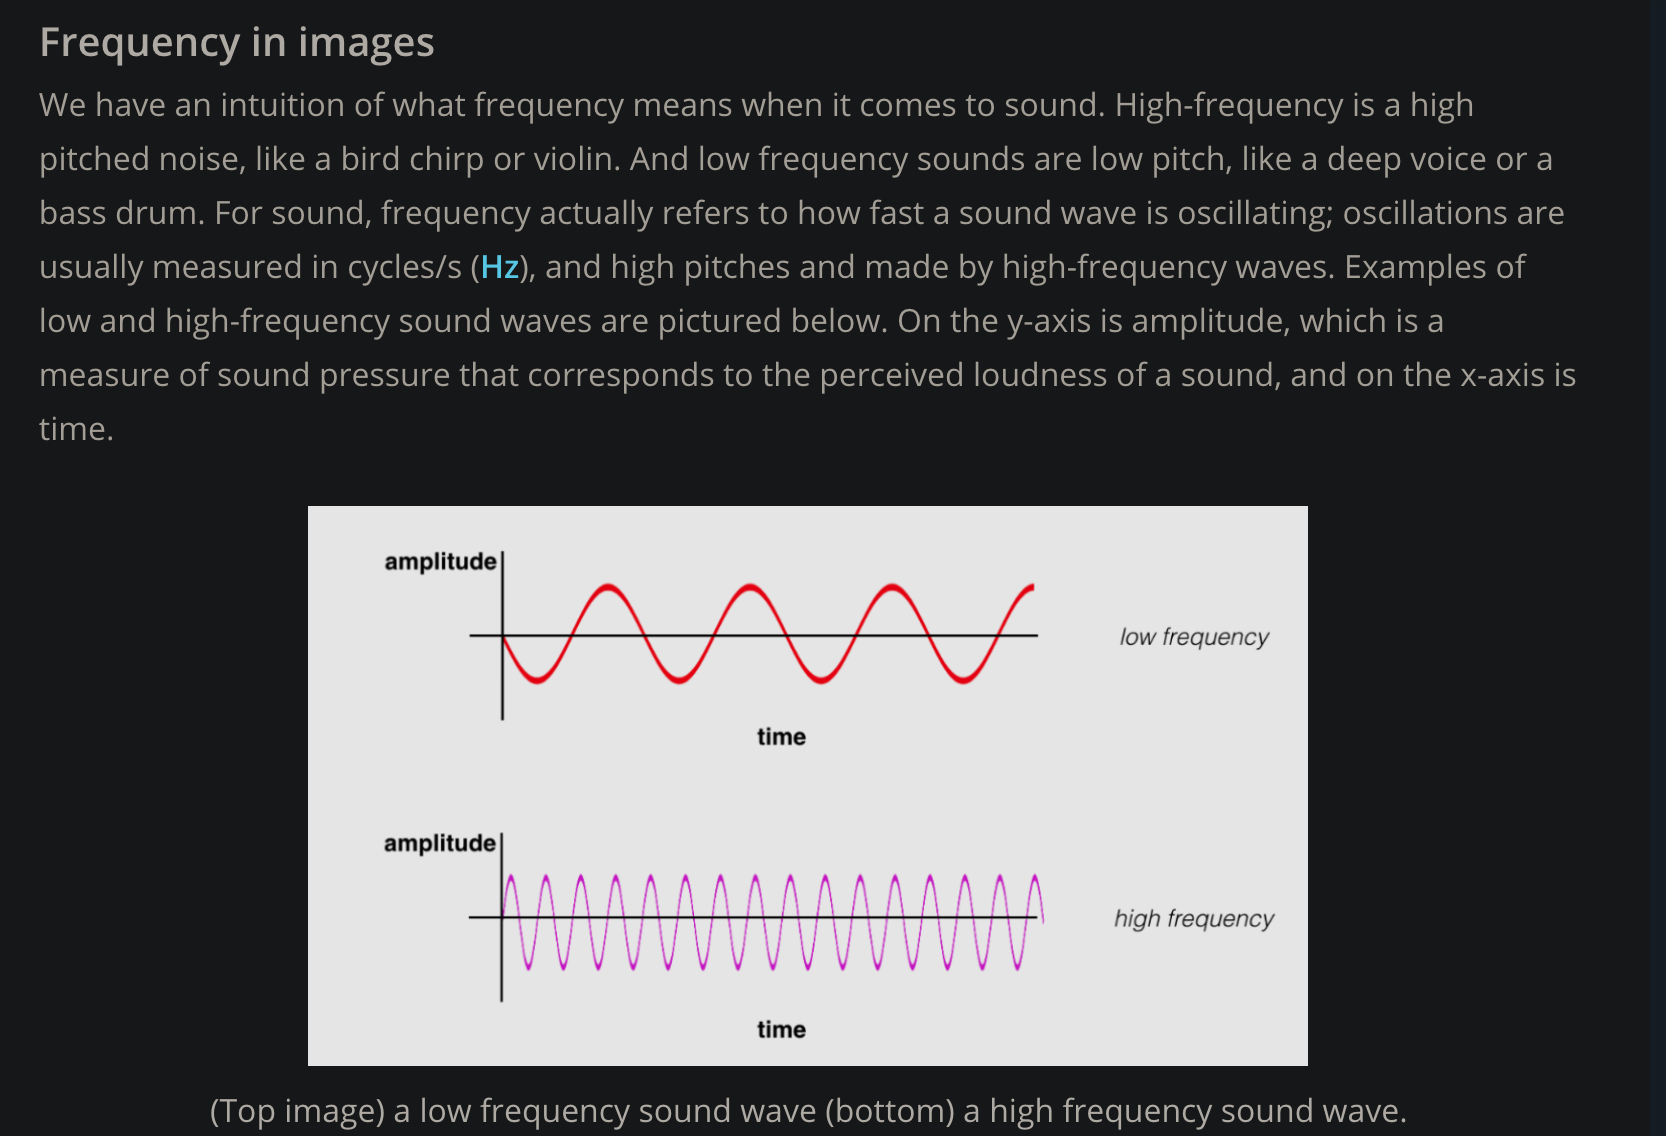 Frequency in images
We have an intuition of what frequency means when it comes to sound. High-frequency is a high
pitched noise, like a bird chirp or violin. And low frequency sounds are low pitch, like a deep voice or a
bass drum. For sound, frequency actually refers to how fast a sound wave is oscillating; oscillations are
usually measured in cycles/s (Hz), and high pitches and made by high-frequency waves. Examples of
low and high-frequency sound waves are pictured below. On the y-axis is amplitude, which is a
measure of sound pressure that corresponds to the perceived loudness of a sound, and on the x-axis is
time.
amplitude
low frequency
time
amplitude
high frequency
time
(Top image) a low frequency sound wave (bottom) a high frequency sound wave.